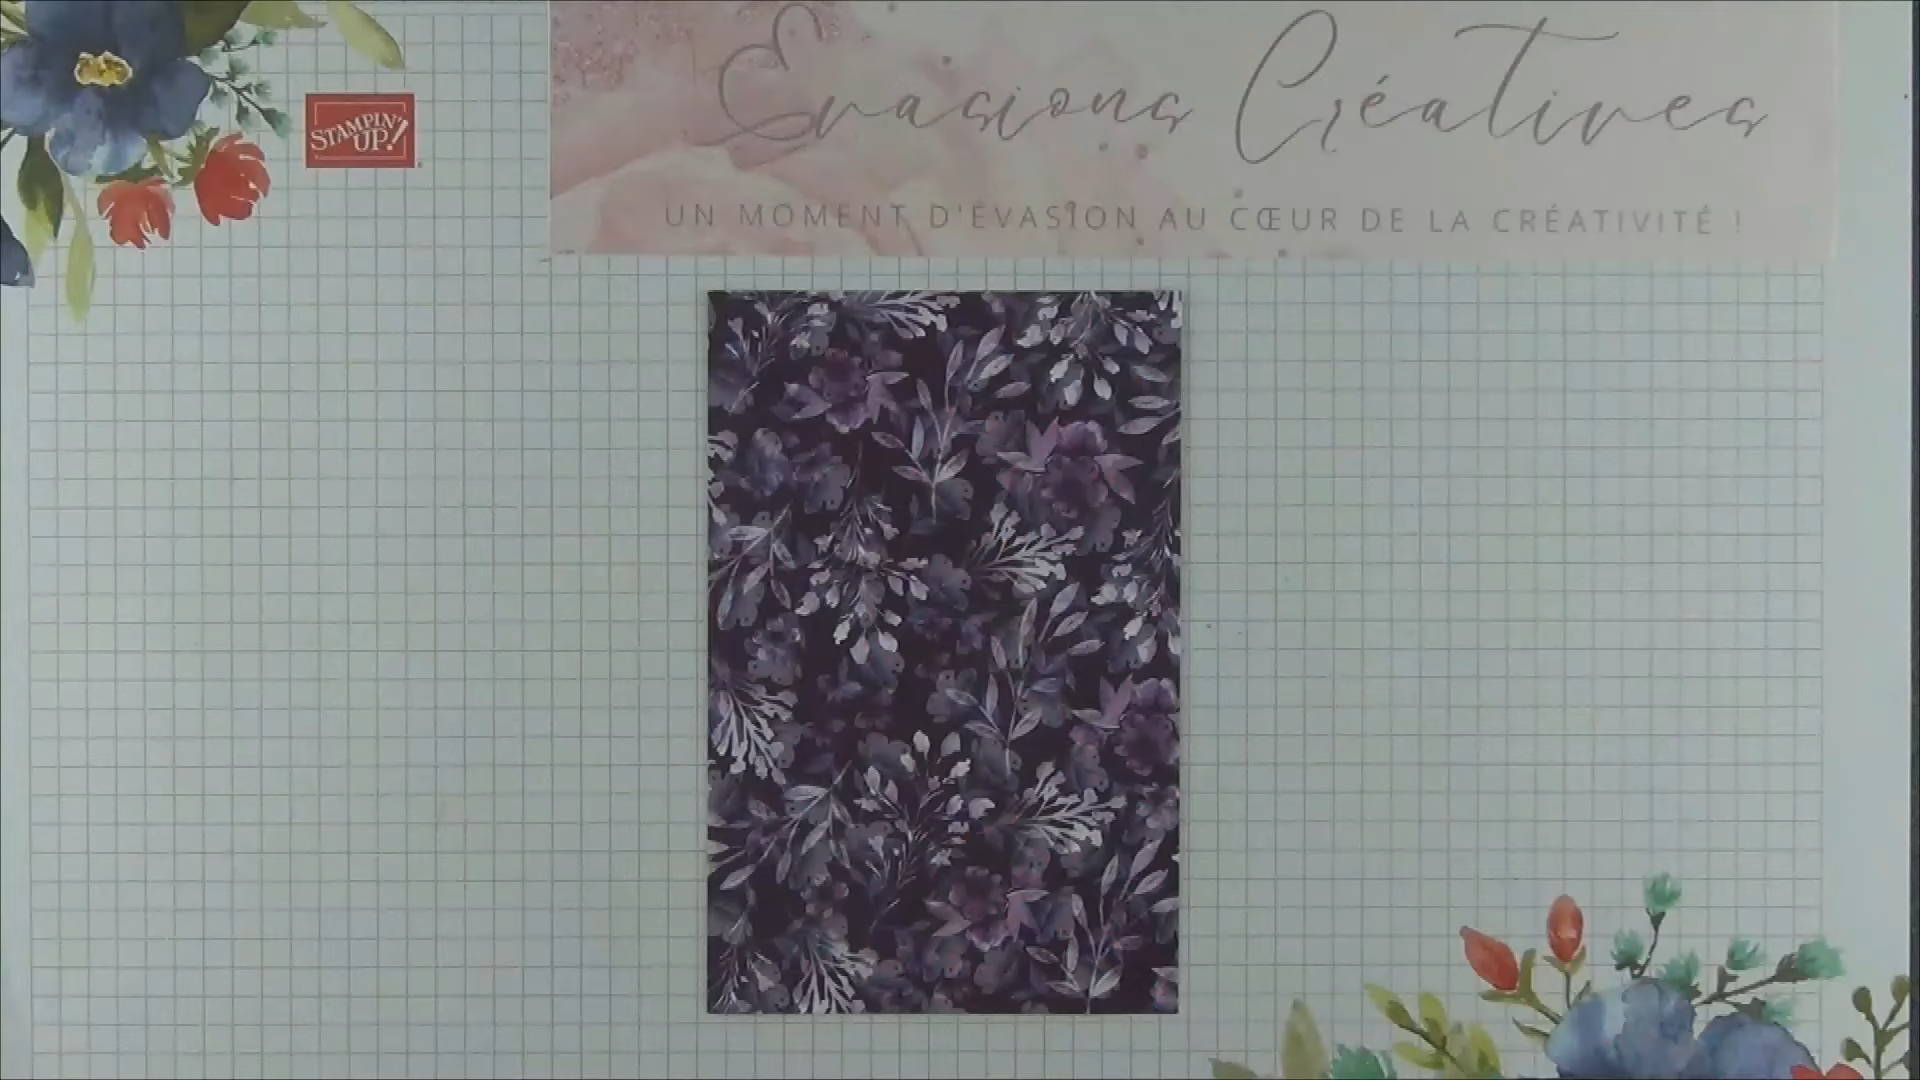 Evasions Créatives
STAMPIN'
UP!
UN MOMENT D'ÉVASION AU CŒUR DE LA CRÉATIVITÉ !